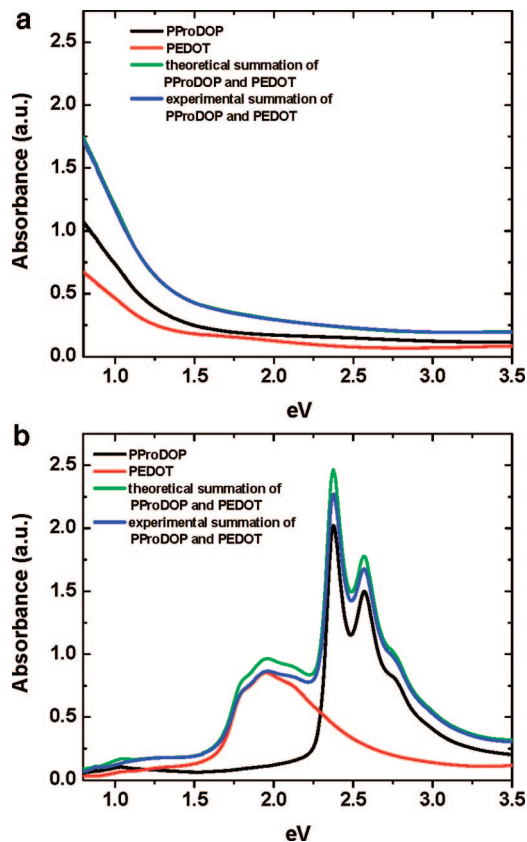 a
2.5
2.0
1.5
1.0
0.5
0.0
Absorbance (a.u.)
PProDOP
PEDOT
theoretical summation of
PProDOP and PEDOT
experimental summation of
PProDOP and PEDOT
1.0 1.5 2.0 2.5 3.0 3.5
eV
b
2.5
2.0
1.5
1.0
0.5
0.0
Absorbance (a.u.)
PProDOP
PEDOT
theoretical summation of
PProDOP and PEDOT
experimental summation of
PProDOP and PEDOT
1.0 1.5 2.0 2.5 3.0 3.5
eV